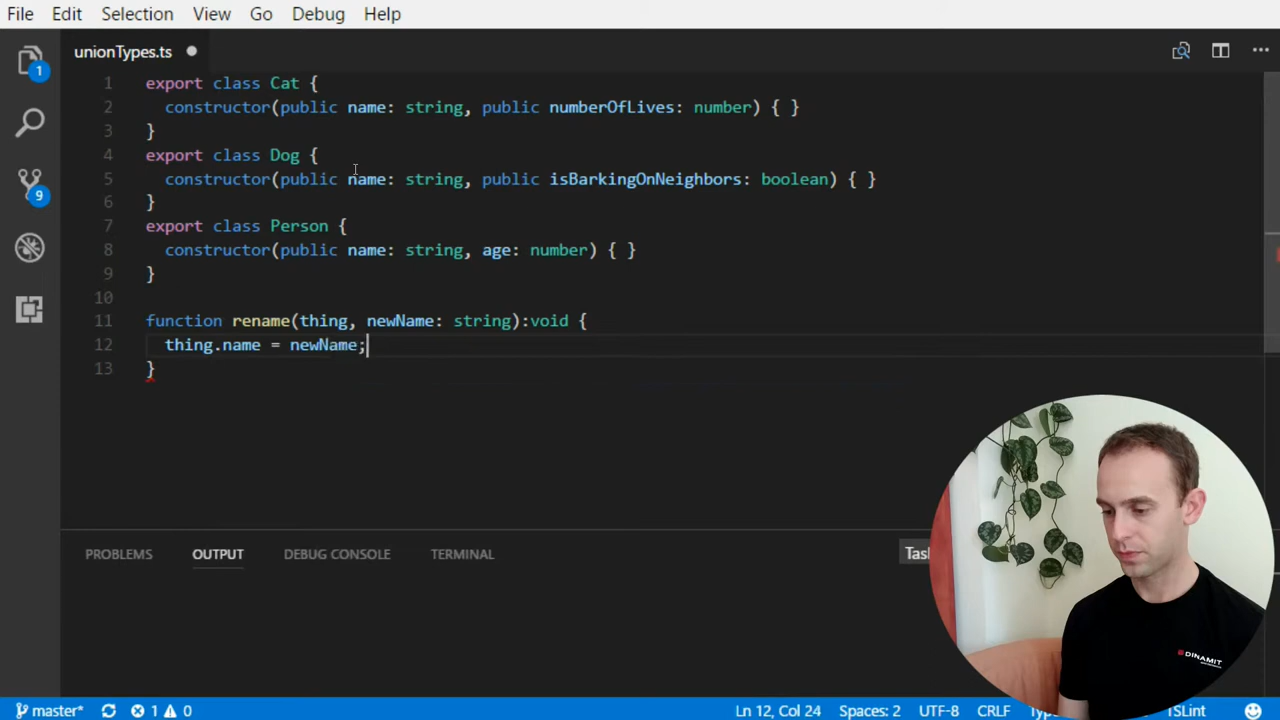 File Edit Selection View Go Debug Help
unionTypes.ts
1 export class Cat {
2 constructor(public name: string, public numberOfLives: number) { }
3 }
4 export class Dog {
5 constructor(public name: string, public isBarkingOnNeighbors: boolean) { }
6 }
7 export class Person {
8 constructor(public name: string, age: number) { }
9 }
10
11 function rename(thing, newName: string):void {
12 thing.name = newName;
13 }
1
9
PROBLEMS OUTPUT DEBUG CONSOLE TERMINAL
DINAMIT
master* 1 0 Ln 12, Col 24 Spaces: 2 UTF-8 CRLF TSLint